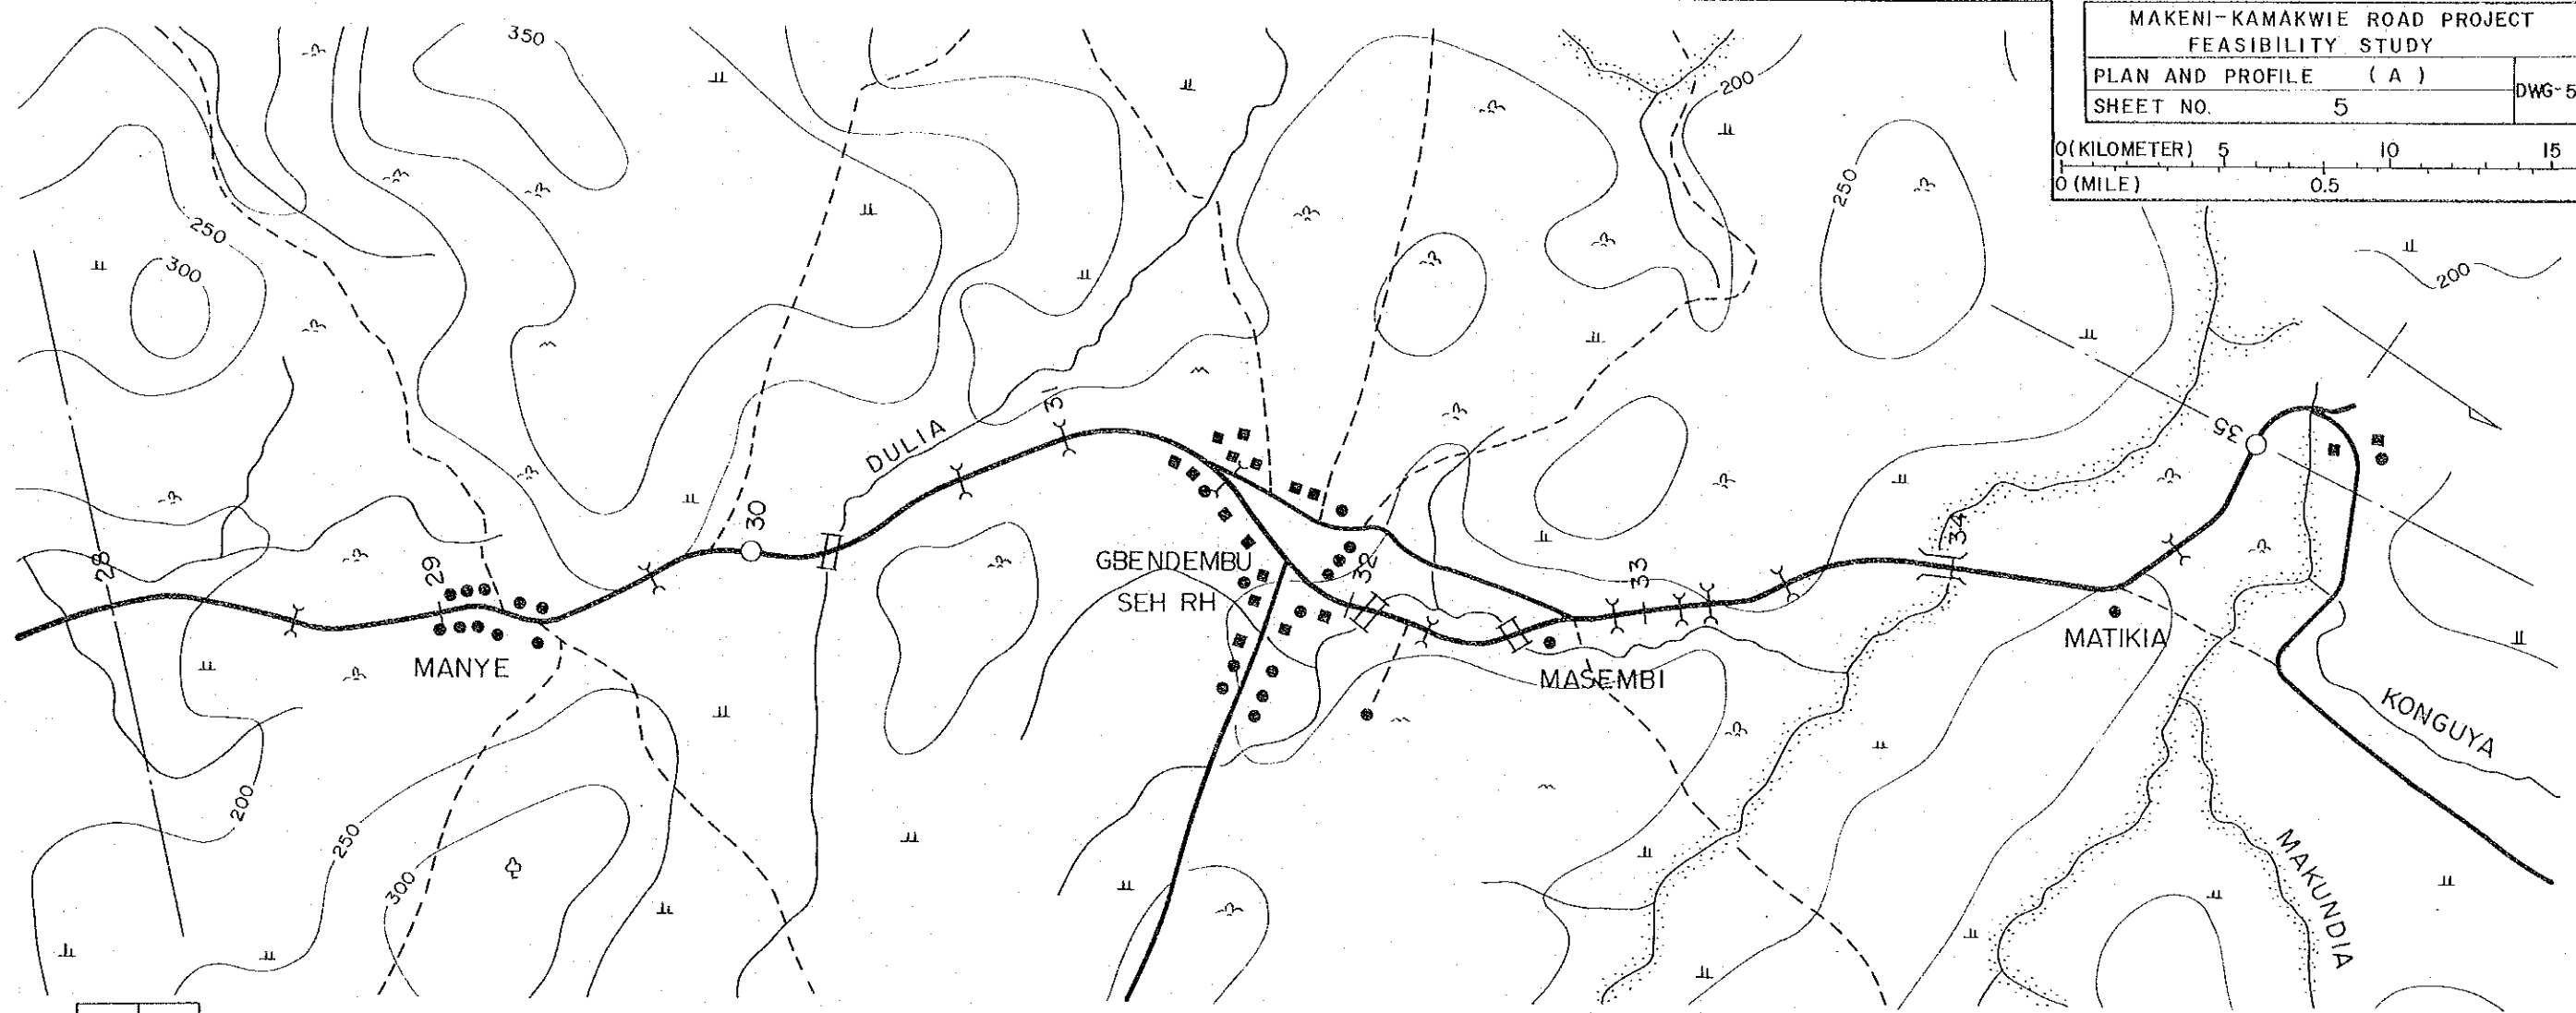 MAKENI-KAMAKWIE ROAD PROJECT
FEASIBILITY STUDY
PLAN AND PROFILE (A)
DWG-5
SHEET NO. 5
0(KILOMETER) 5 10 15
0(MILE) 0.5
350
200
250
250
300
200
31
35
DULIA
30
28
29
GBENDEMBU
SEH RH
32
33
34
MANYE
MASEMBI
MATIKIA
KONGUYA
200
250
300
MAKUNDIA